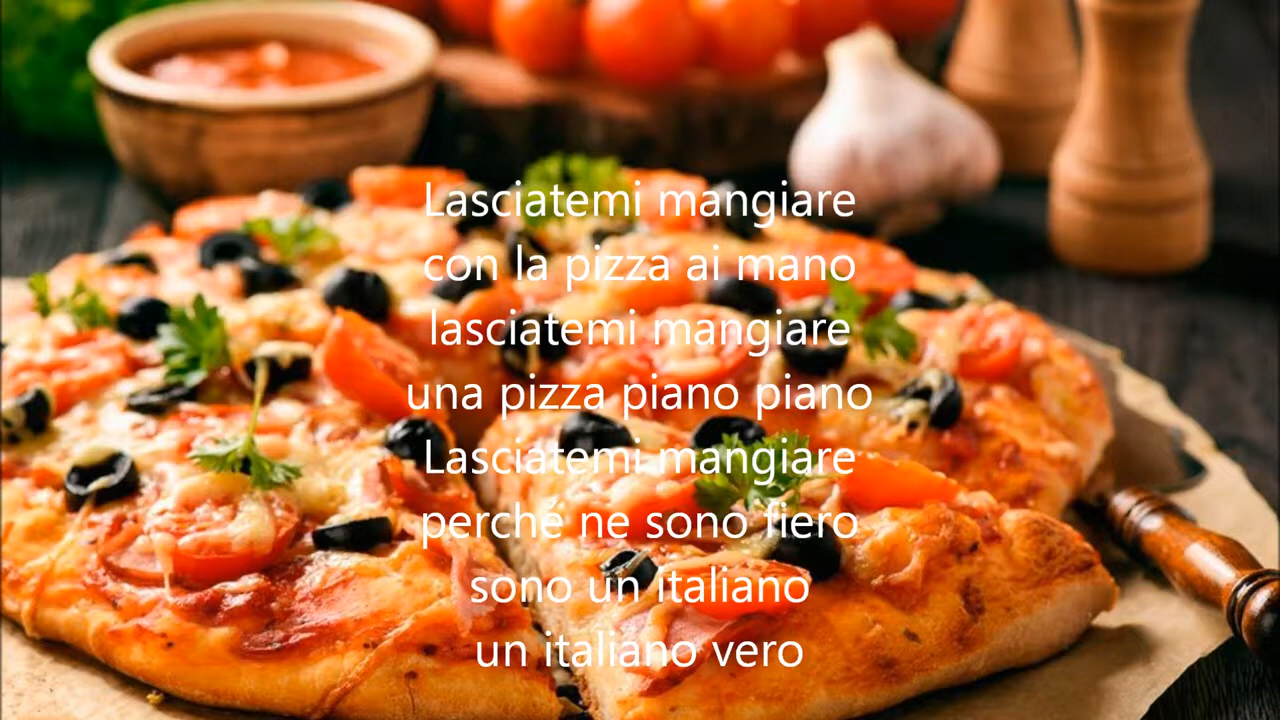 Lasciatemi mangiare
con la pizza ai mano
lasciatemi mangiare
una pizza piano piano
Lasciatemi mangiare
perché ne sono fiero
sono un italiano
un italiano vero